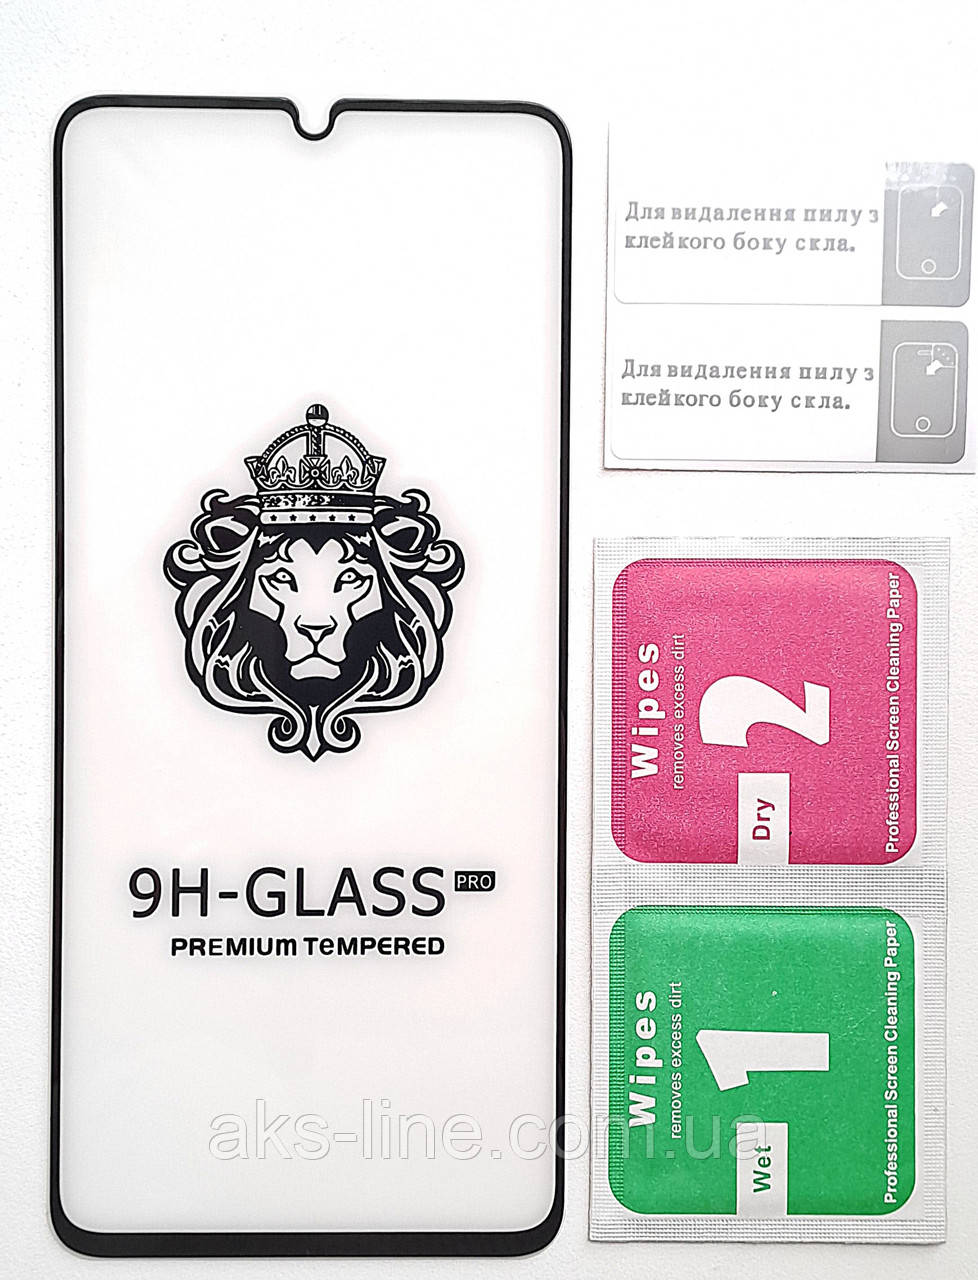 Для видалення пилу з
клейкого боку скла.
Для видалення пилу з
клейкого боку скла.
9H-GLASS PRO
PREMIUM TEMPERED
Wipes
removes excess dirt
2
Dry
Professional Screen Cleaning Paper
Wipes
removes excess dirt
1
Wet
Professional Screen Cleaning Paper
aks-line.com.ua